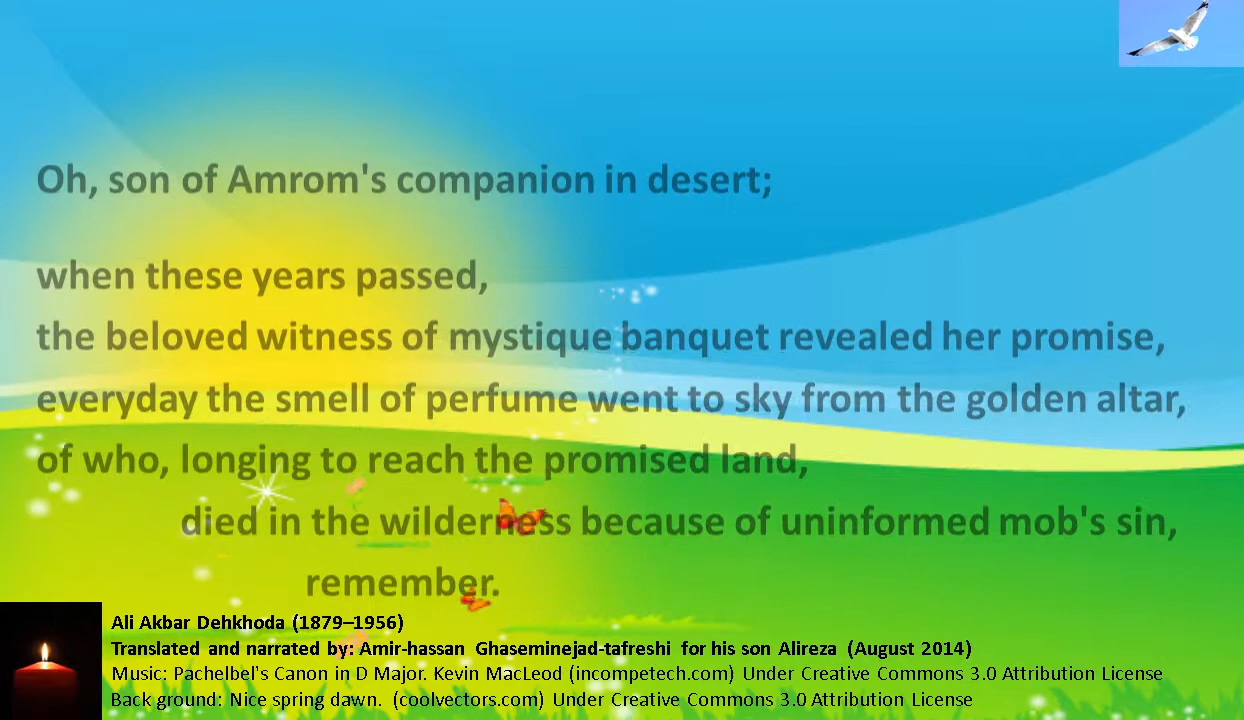 Oh, son of Amrom's companion in desert;
when these years passed,
the beloved witness of mystique banquet revealed her promise,
everyday the smell of perfume went to sky from the golden altar,
of who, longing to reach the promised land,
died in the wilderness because of uninformed mob's sin,
remember.
Ali Akbar Dehkhoda (1879–1956)
Translated and narrated by: Amir-hassan Ghaseminejad-tafreshi for his son Alireza (August 2014)
Music: Pachelbel's Canon in D Major. Kevin MacLeod (incompetech.com) Under Creative Commons 3.0 Attribution License
Back ground: Nice spring dawn. (coolvectors.com) Under Creative Commons 3.0 Attribution License